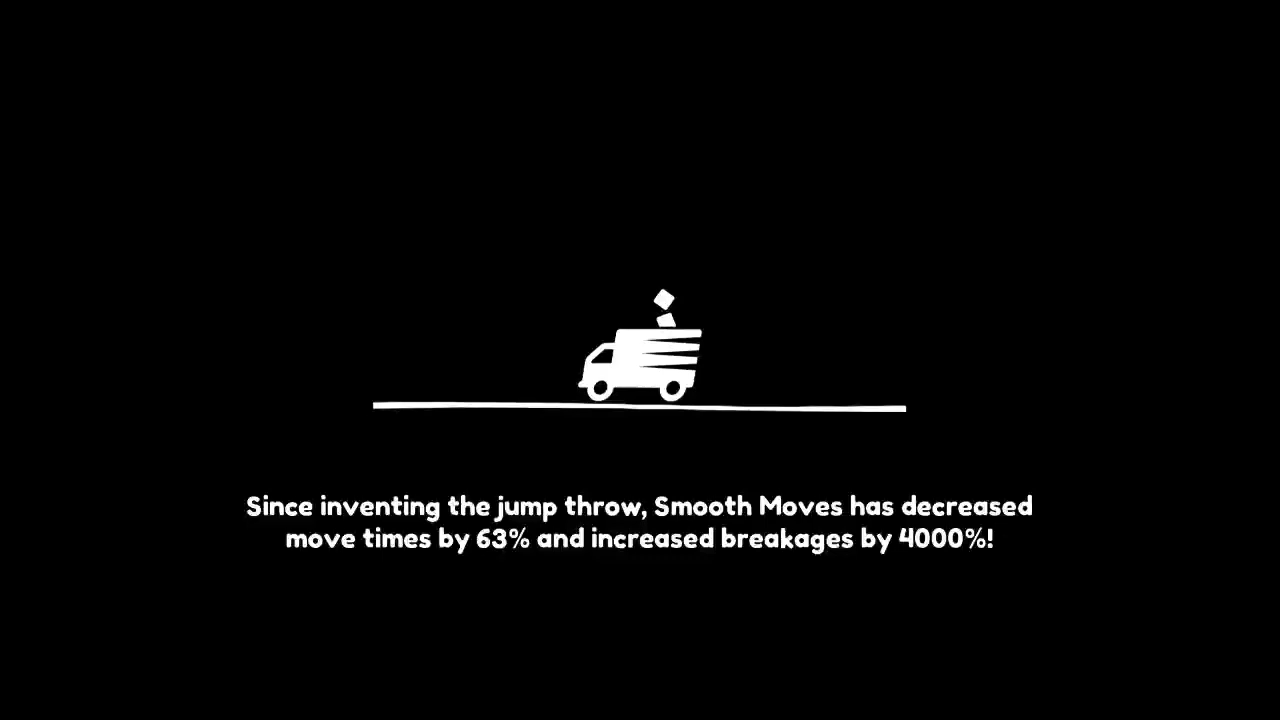 Since inventing the jump throw, Smooth Moves has decreased
move times by 63% and increased breakages by 4000%!